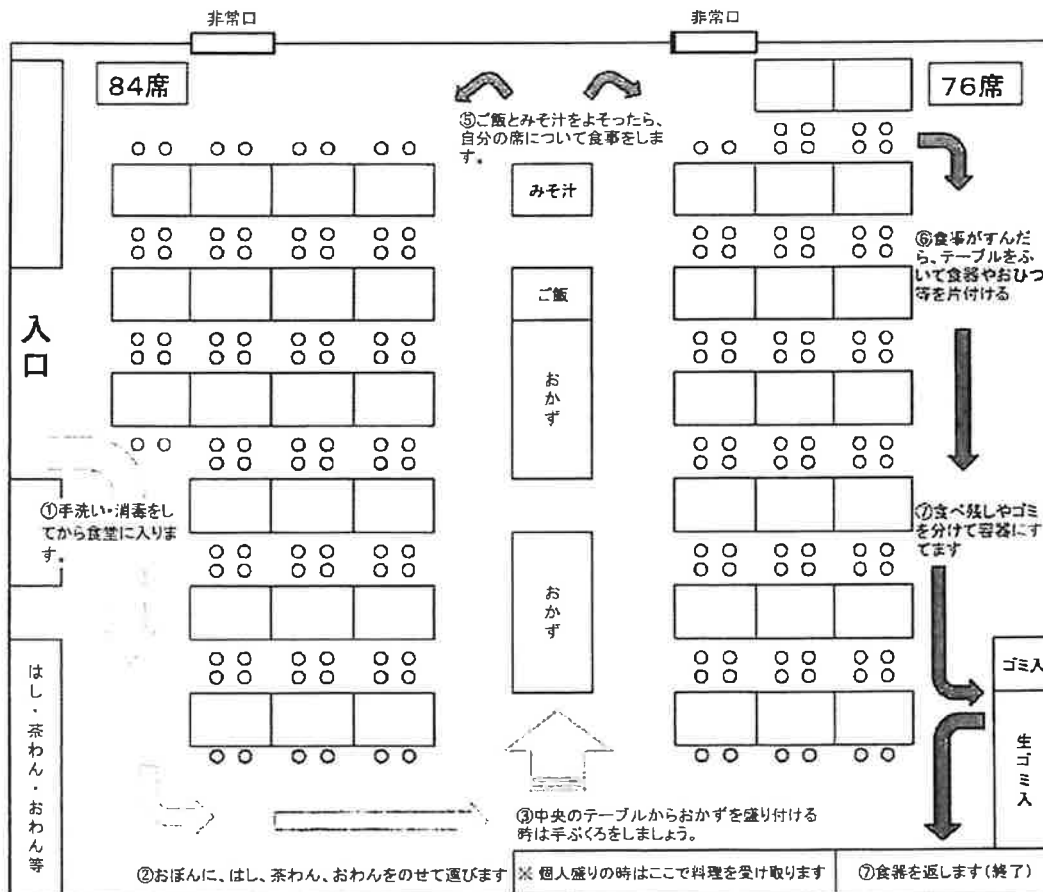 非常口
非常口
84席
76席
⑤ご飯とみそ汁をよそったら、
自分の席について食事をしま
す。
みそ汁
ご飯
おかず
おかず
⑥食事がすんだ
ら、テーブルをふ
いて食器やおひつ
等を片付ける
入口
①手洗い・消毒をし
てから食堂に入りま
す。
⑦食べ残しやゴミ
を分けて容器にす
てます
ゴミ入
生ゴミ入
はし・茶わん・おわん等
③中央のテーブルからおかずを盛り付ける
時は手ぶくろをしましょう。
②おぼんに、はし、茶わん、おわんをのせて運びます
※ 個人盛りの時はここで料理を受け取ります
⑦食器を返します(終了)